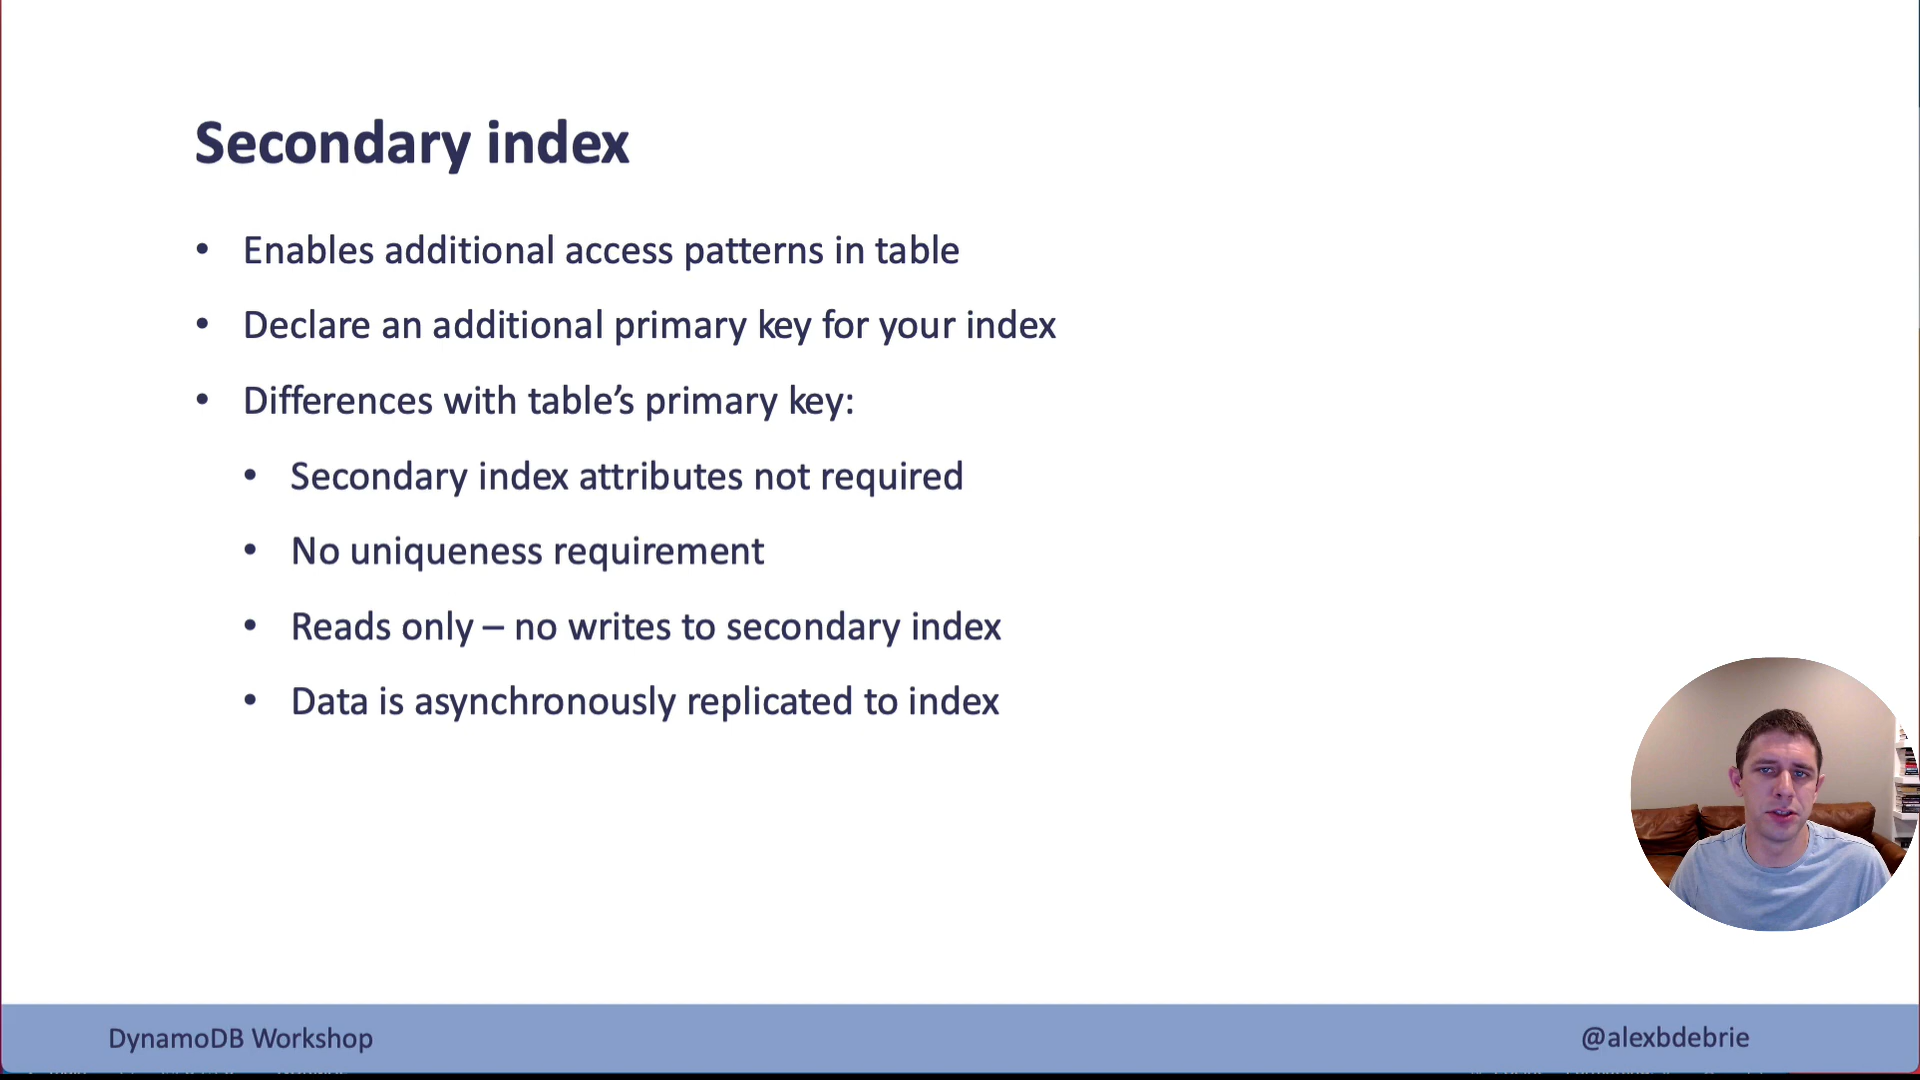 Secondary index
• Enables additional access patterns in table
• Declare an additional primary key for your index
• Differences with table’s primary key:
• Secondary index attributes not required
• No uniqueness requirement
• Reads only – no writes to secondary index
• Data is asynchronously replicated to index
DynamoDB Workshop
@alexbdebrie